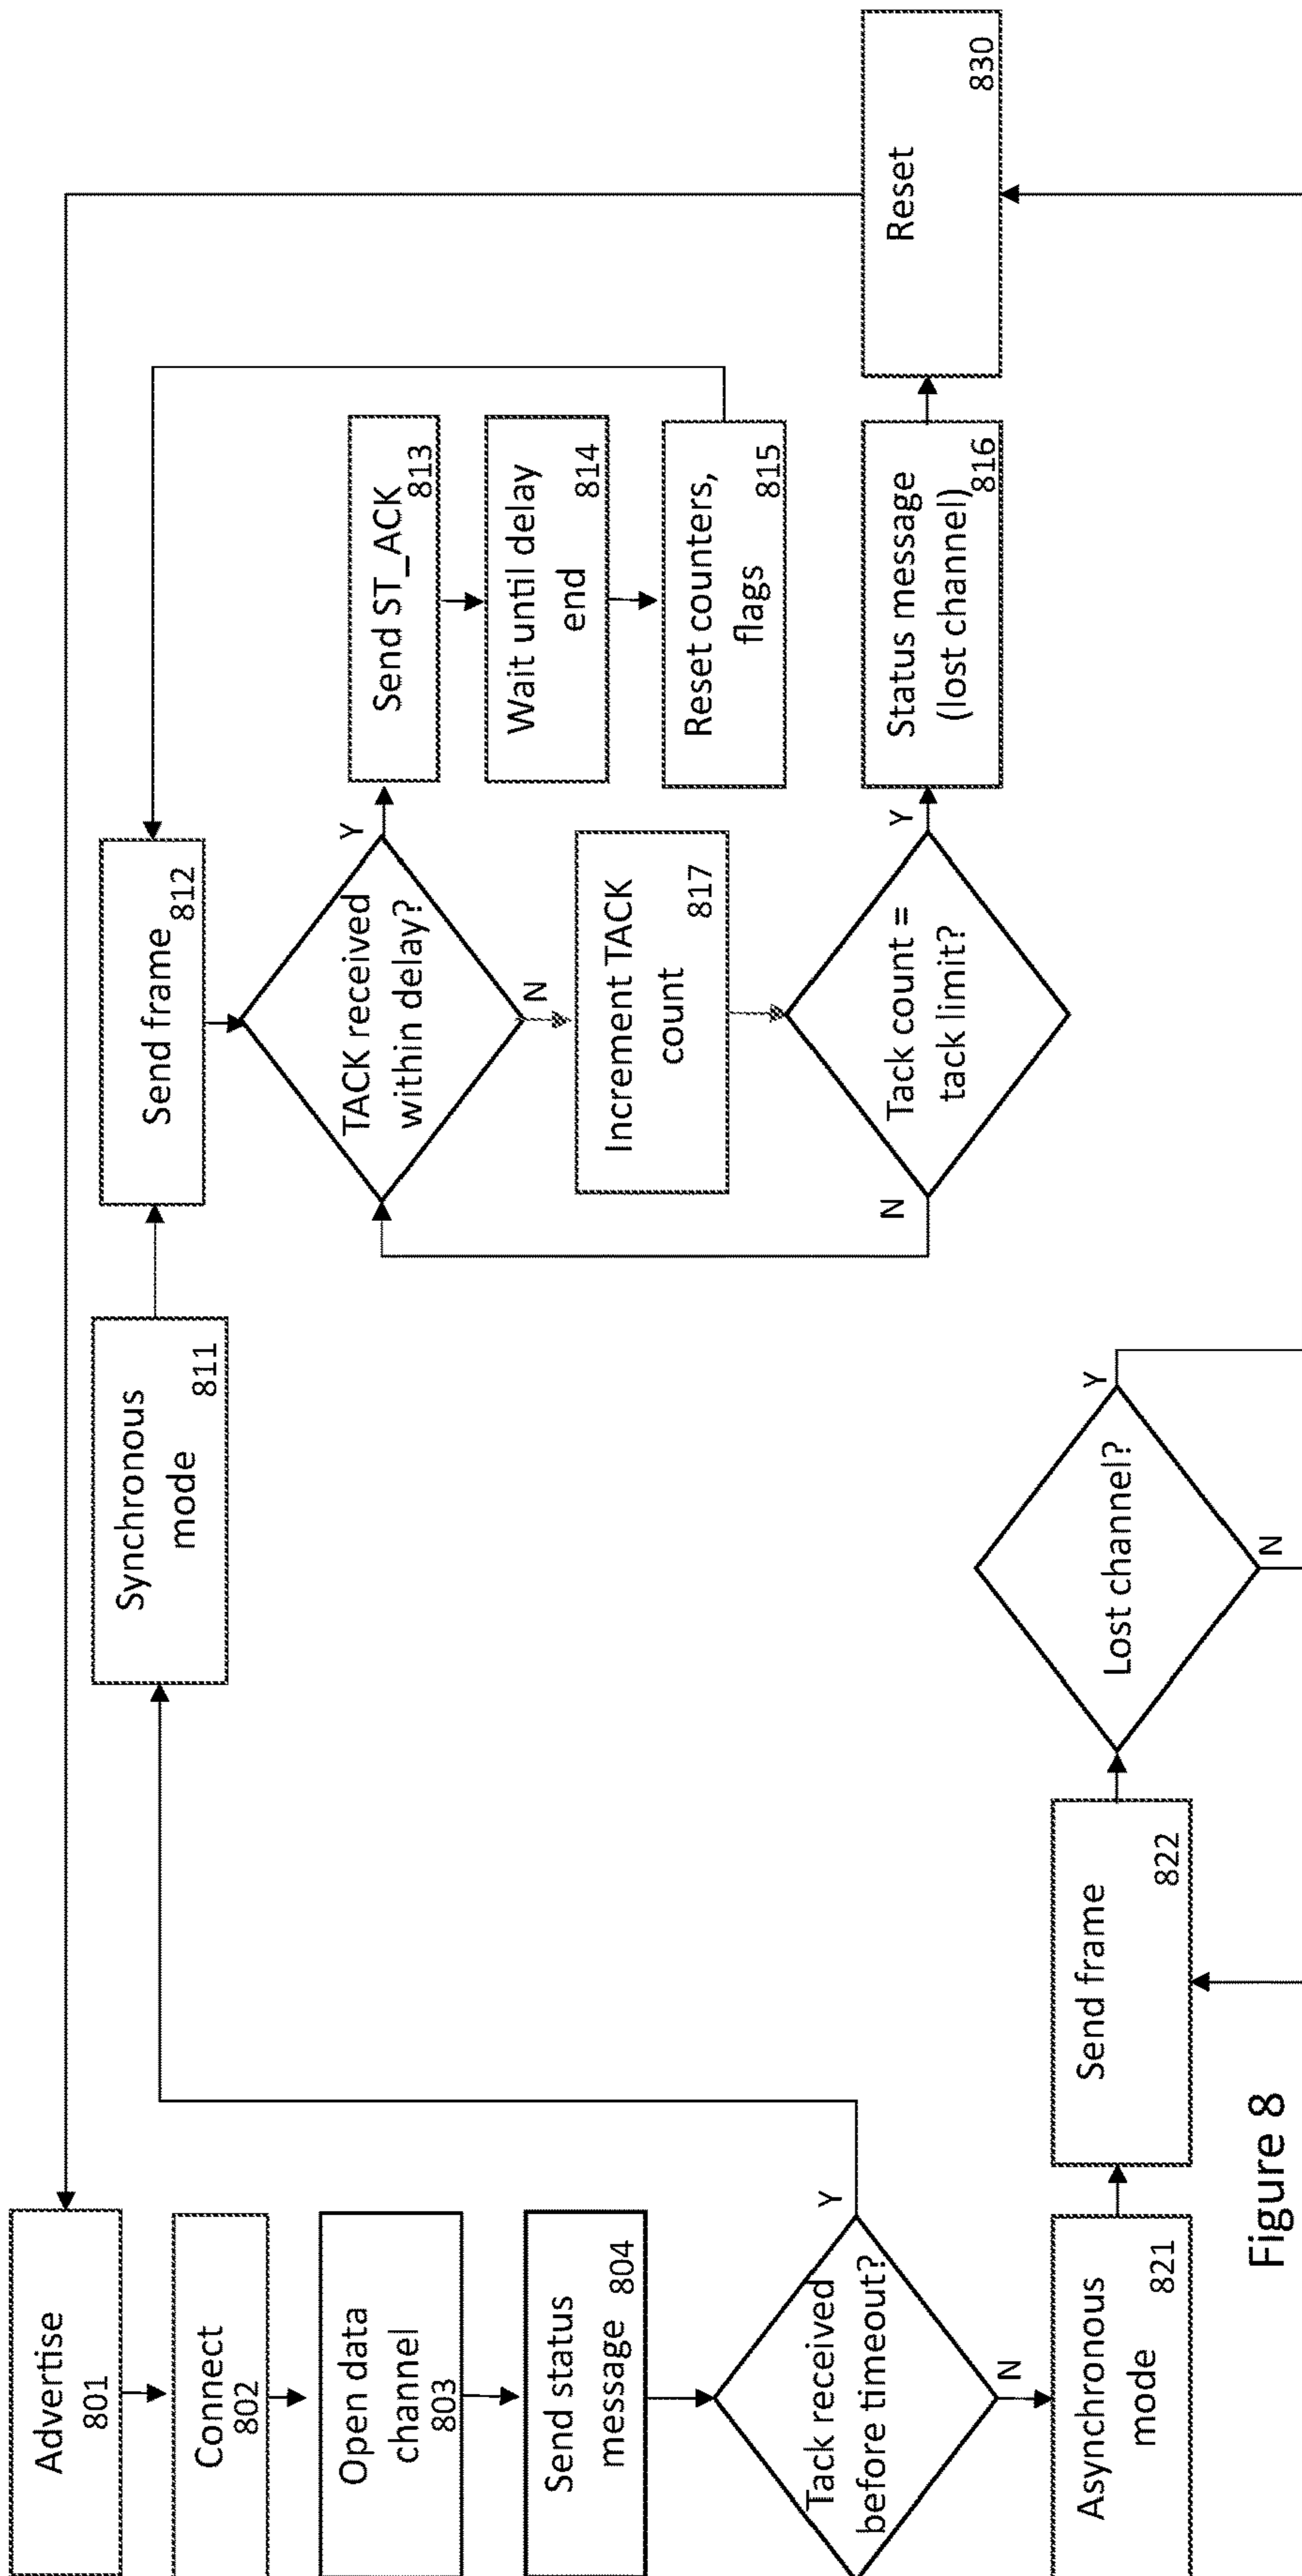 Advertise
801
Connect
802
Open data
channel
803
Send status
message
804
Tack received
before timeout?
Y
N
Asynchronous
mode
821
Send frame
822
Lost channel?
Y
N
Synchronous
mode
811
Send frame
812
TACK received
within delay?
Y
N
Send ST_ACK
813
Wait until delay
end
814
Reset counters,
flags
815
Increment TACK
count
817
Tack count =
tack limit?
Y
N
Status message
(lost channel)
816
Reset
830
Figure 8